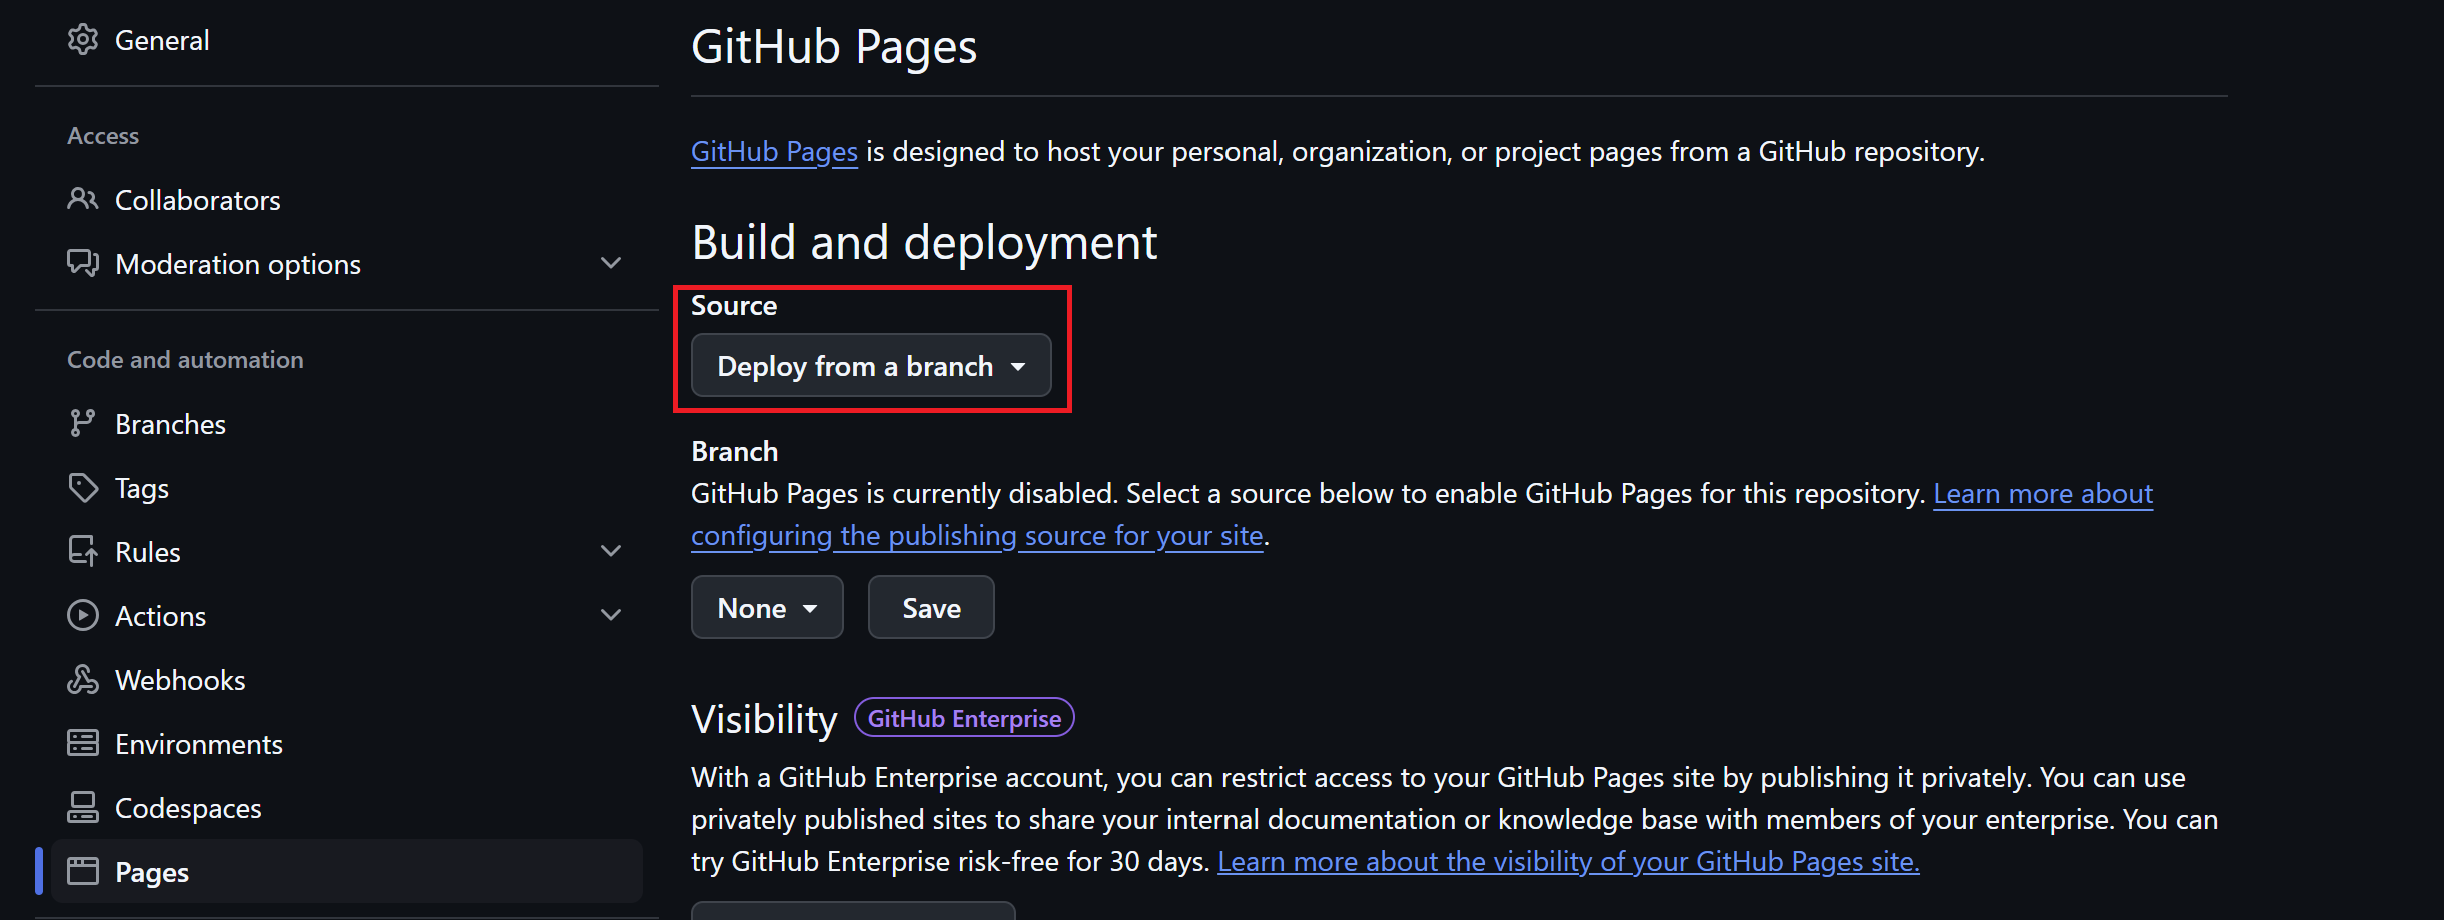 General
Access
Collaborators
Moderation options
Code and automation
Branches
Tags
Rules
Actions
Webhooks
Environments
Codespaces
Pages
GitHub Pages
GitHub Pages is designed to host your personal, organization, or project pages from a GitHub repository.
Build and deployment
Source
Deploy from a branch
Branch
GitHub Pages is currently disabled. Select a source below to enable GitHub Pages for this repository. Learn more about
configuring the publishing source for your site.
None Save
Visibility GitHub Enterprise
With a GitHub Enterprise account, you can restrict access to your GitHub Pages site by publishing it privately. You can use
privately published sites to share your internal documentation or knowledge base with members of your enterprise. You can
try GitHub Enterprise risk-free for 30 days. Learn more about the visibility of your GitHub Pages site.